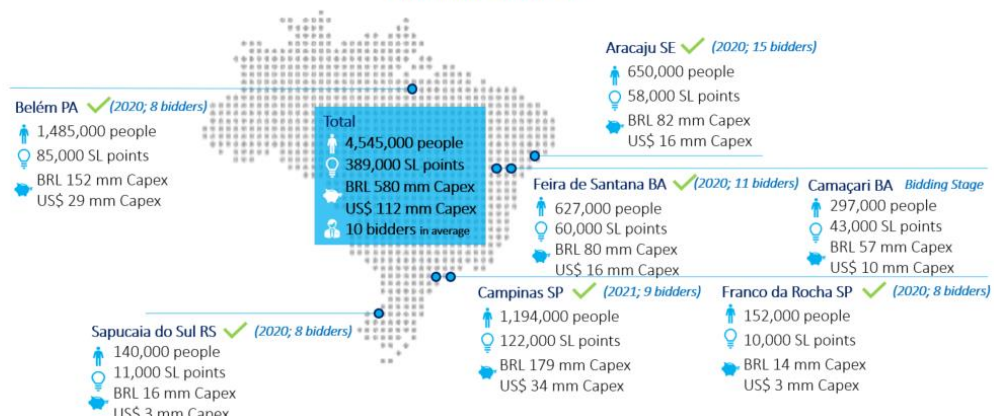 Aracaju SE (2020; 15 bidders)
650,000 people
58,000 SL points
BRL 82 mm Capex
US$ 16 mm Capex
Belém PA (2020; 8 bidders)
1,485,000 people
85,000 SL points
BRL 152 mm Capex
US$ 29 mm Capex
Total
4,545,000 people
389,000 SL points
BRL 580 mm Capex
US$ 112 mm Capex
10 bidders in average
Feira de Santana BA (2020; 11 bidders)
627,000 people
60,000 SL points
BRL 80 mm Capex
US$ 16 mm Capex
Camaçari BA Bidding Stage
297,000 people
43,000 SL points
BRL 57 mm Capex
US$ 10 mm Capex
Campinas SP (2021; 9 bidders)
1,194,000 people
122,000 SL points
BRL 179 mm Capex
US$ 34 mm Capex
Franco da Rocha SP (2020; 8 bidders)
152,000 people
10,000 SL points
BRL 14 mm Capex
US$ 3 mm Capex
Sapucaia do Sul RS (2020; 8 bidders)
140,000 people
11,000 SL points
BRL 16 mm Capex
US$ 3 mm Capex